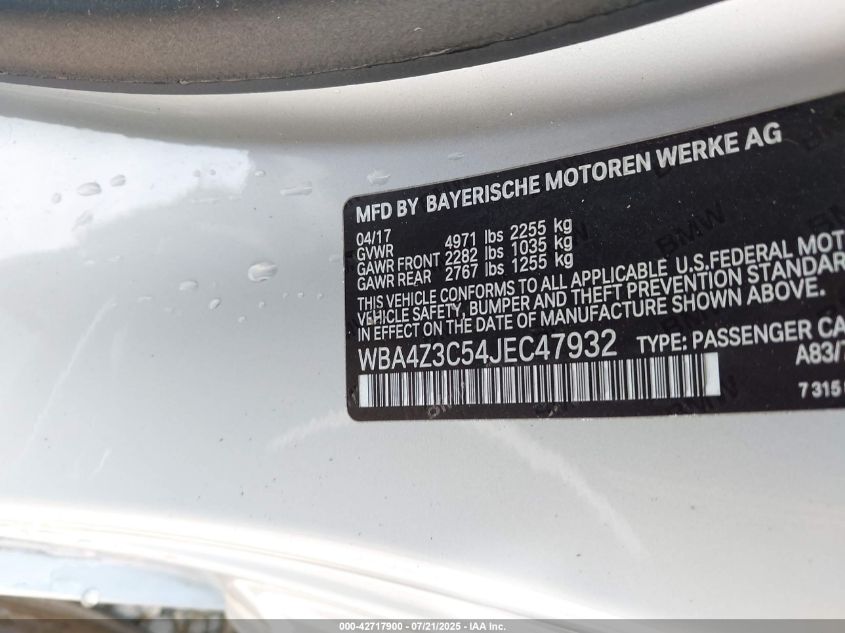 MFD BY BAYERISCHE MOTOREN WERKE AG
04/17
GVWR 4971 lbs 2255 kg
GAWR FRONT 2282 lbs 1035 kg
GAWR REAR 2767 lbs 1255 kg
THIS VEHICLE CONFORMS TO ALL APPLICABLE U.S.FEDERAL MOT
VEHICLE SAFETY, BUMPER AND THEFT PREVENTION STANDAR
IN EFFECT ON THE DATE OF MANUFACTURE SHOWN ABOVE.
WBA4Z3C54JEC47932 TYPE: PASSENGER CA
A83/
7 315
000-42717900 - 07/21/2025 - IAA Inc.